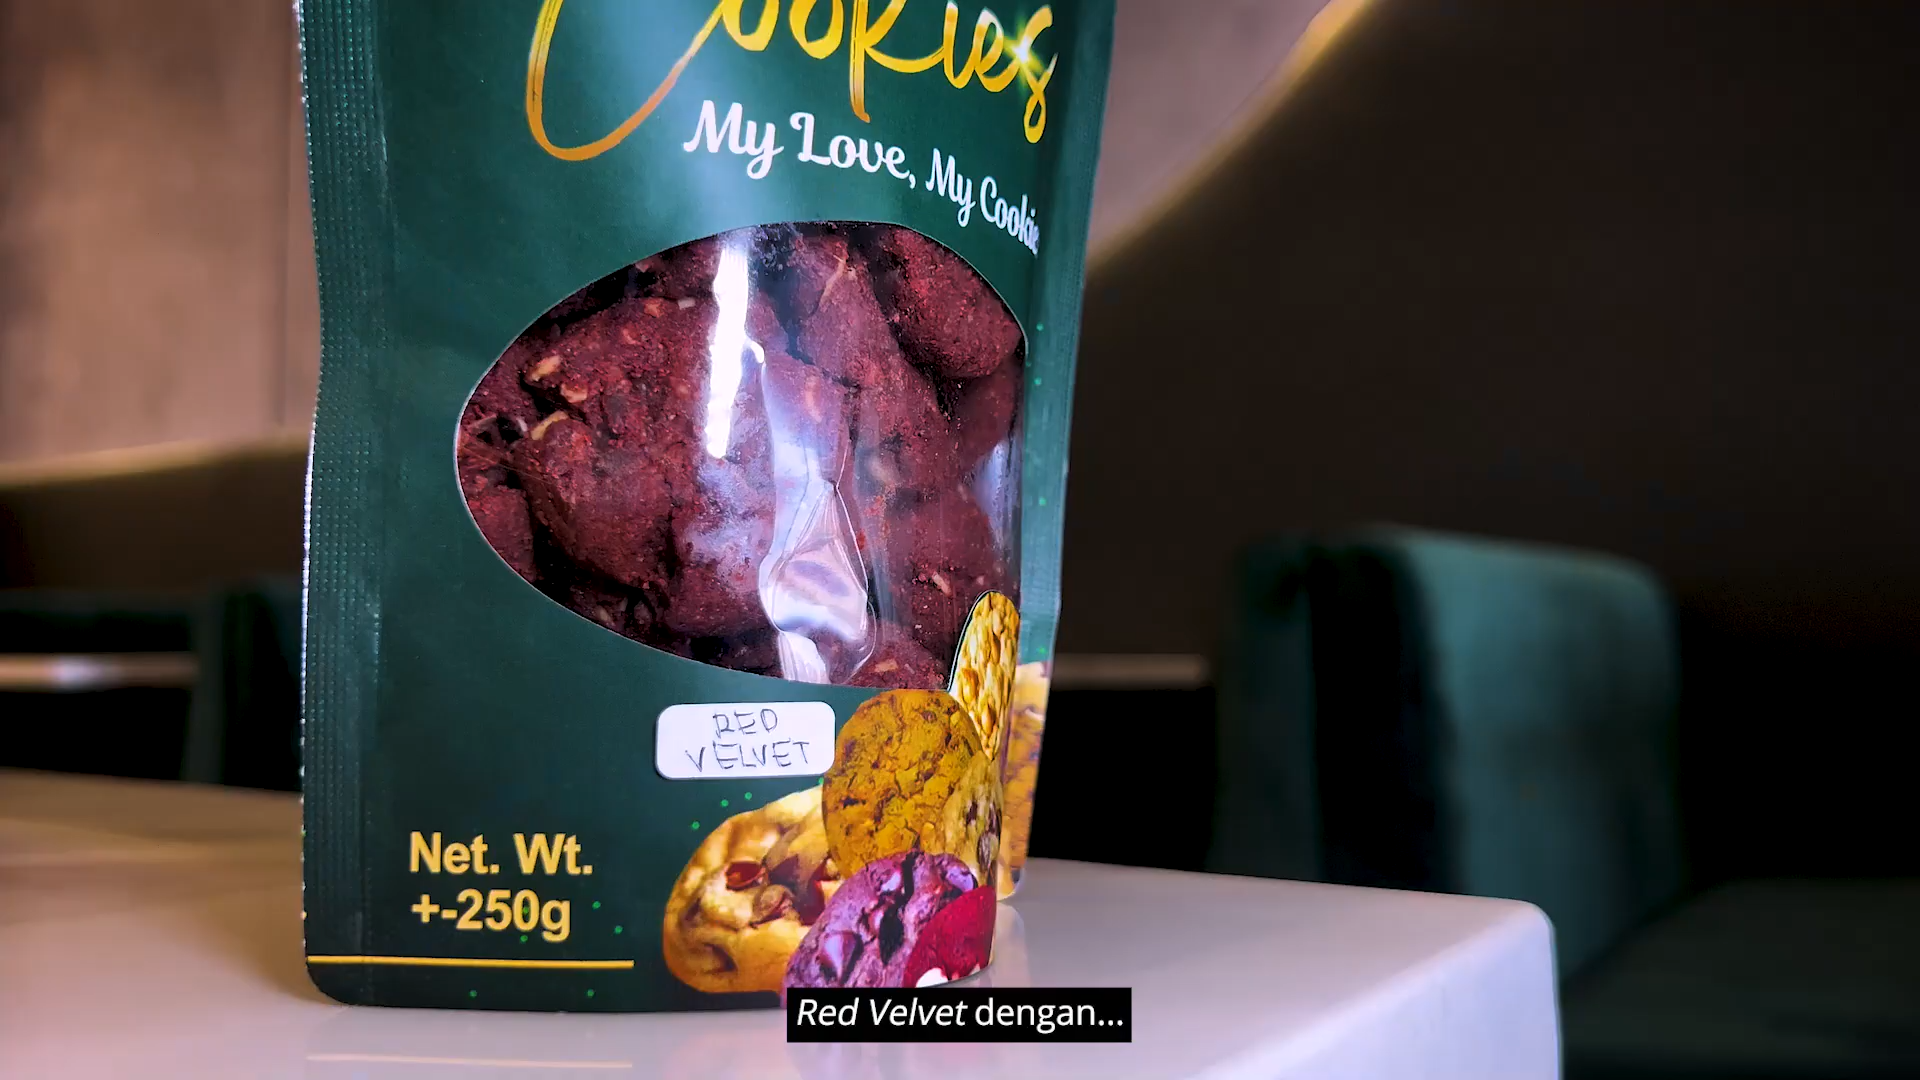 Cookies
My Love, My Cookie
RED
VELVET
Net. Wt.
+-250g
Red Velvet dengan...